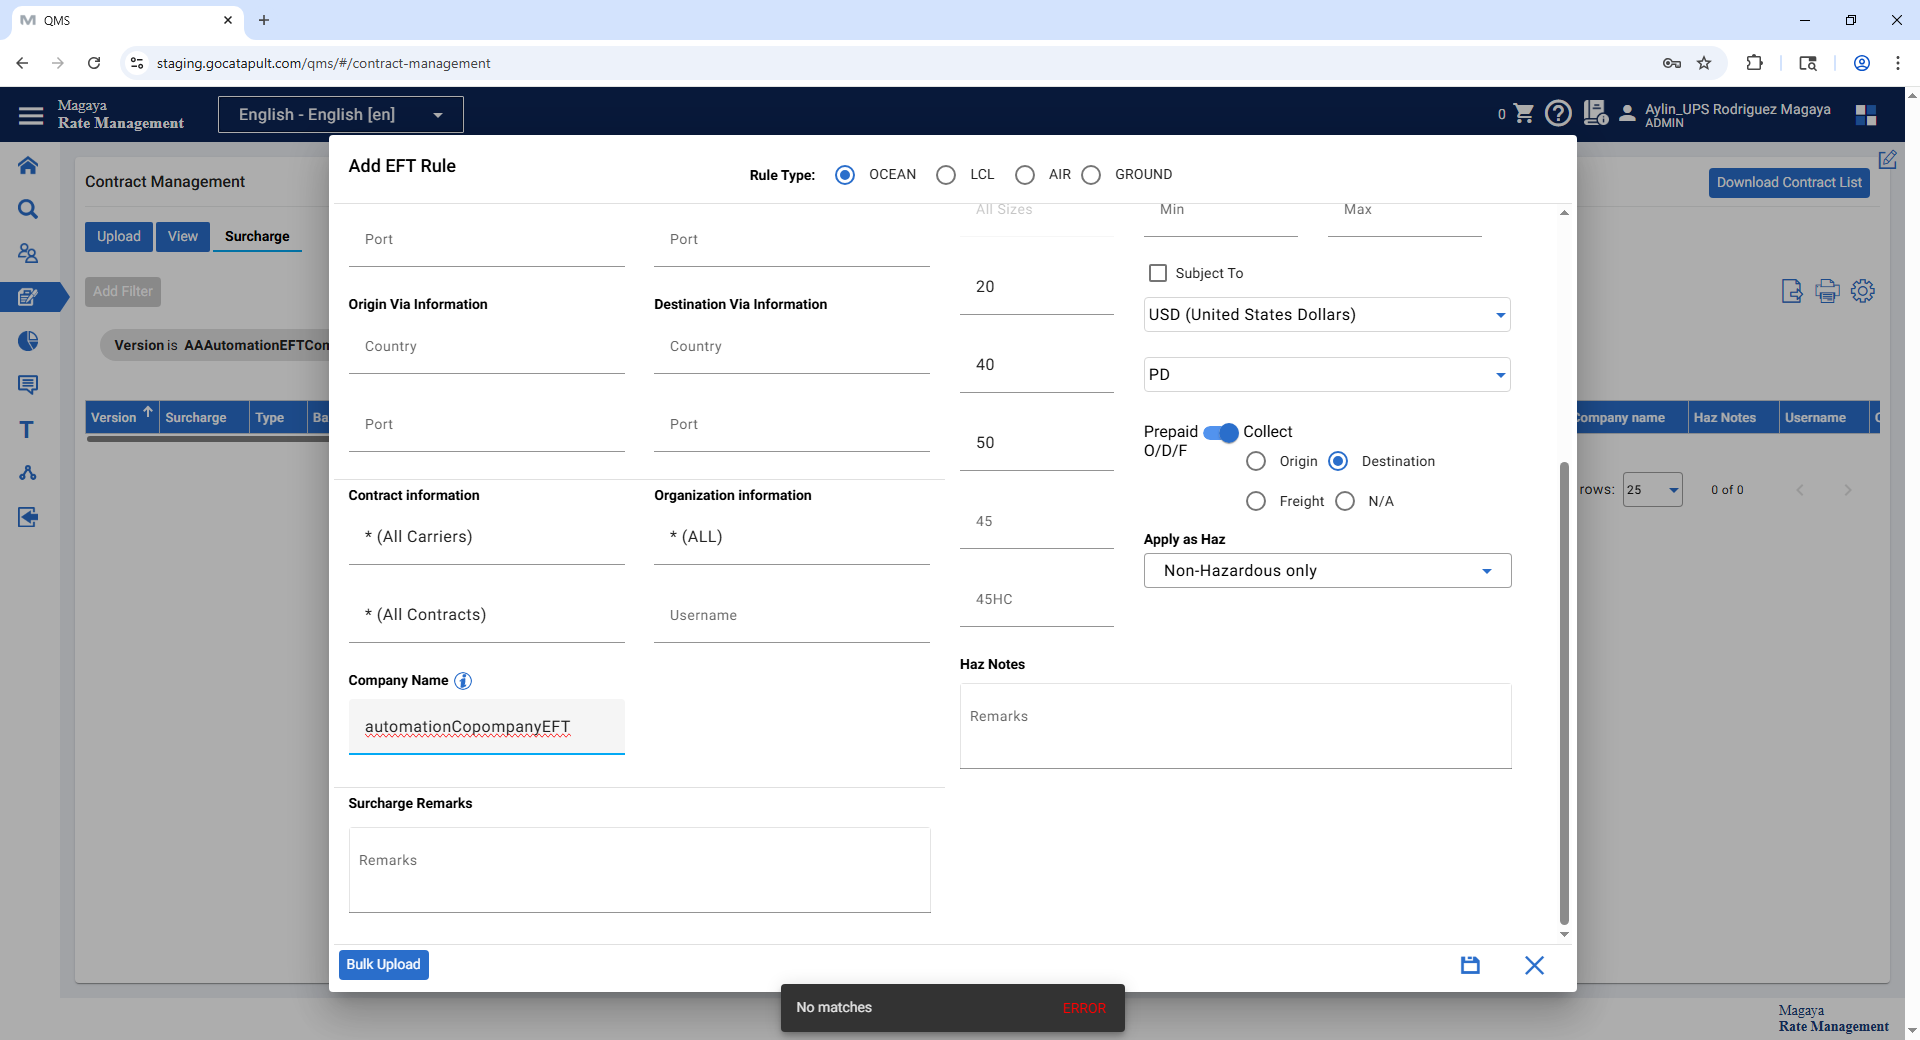 QMS
staging.gocatapult.com/qms/#/contract-management
Magaya
Rate Management
English - English [en]
0
Aylin_UPS Rodriguez Magaya
ADMIN
Contract Management
Download Contract List
Upload
View
Surcharge
Add Filter
Version is AAAutomationEFTCom
Version
Surcharge
Type
Ba
Company name
Haz Notes
Username
rows:
25
0 of 0
Add EFT Rule
Rule Type:
OCEAN
LCL
AIR
GROUND
Port
Port
Origin Via Information
Destination Via Information
Country
Country
Port
Port
Contract information
Organization information
* (All Carriers)
* (ALL)
* (All Contracts)
Username
Company Name
automationCopompanyEFT
Surcharge Remarks
Remarks
All Sizes
Min
Max
20
40
50
45
45HC
Subject To
USD (United States Dollars)
PD
Prepaid
Collect
O/D/F
Origin
Destination
Freight
N/A
Apply as Haz
Non-Hazardous only
Haz Notes
Remarks
Bulk Upload
No matches
ERROR
Magaya
Rate Management